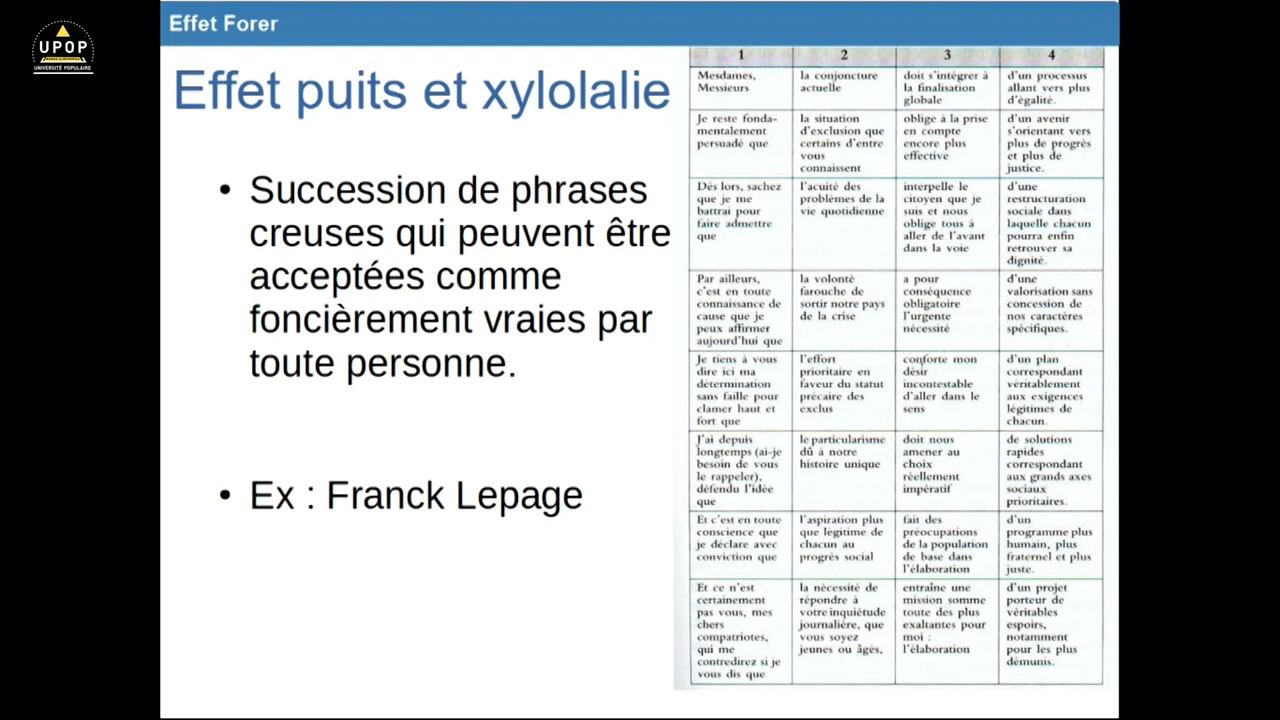 UPOP
UNIVERSITÉ POPULAIRE
Effet Forer
Effet puits et xylolalie
• Succession de phrases
creuses qui peuvent être
acceptées comme
foncièrement vraies par
toute personne.
• Ex : Franck Lepage
1 2 3 4
Mesdames,
Messieurs
la conjoncture
actuelle
doit s'intégrer à
la finalisation
globale
d'un processus
allant vers plus
d'égalité.
Je reste fonda-
mentalement
persuadé que
la situation
d'exclusion que
certains d'entre
vous
connaissent
oblige à la prise
en compte
encore plus
effective
d'un avenir
s'orientant vers
plus de progrès
et plus de
justice.
Dès lors, sachez
que je me
battrai pour
faire admettre
que
l'acuité des
problèmes de la
vie quotidienne
interpelle le
citoyen que je
suis et nous
oblige tous à
aller de l'avant
dans la voie
d'une
restructuration
sociale dans
laquelle chacun
pourra enfin
retrouver sa
dignité.
Par ailleurs,
c'est en toute
connaissance de
cause que je
peux affirmer
aujourd'hui que
la volonté
farouche de
sortir notre pays
de la crise
a pour
conséquence
obligatoire
l'urgente
nécessité
d'une
valorisation sans
concession de
nos caractères
spécifiques.
Je tiens à vous
dire ici ma
détermination
sans faille pour
clamer haut et
fort que
l'effort
prioritaire en
faveur du statut
précaire des
exclus
conforte mon
désir
incontestable
d'aller dans le
sens
d'un plan
correspondant
véritablement
aux exigences
légitimes de
chacun.
J'ai depuis
longtemps (ai-je
besoin de vous
le rappeler),
défendu l'idée
que
le particularisme
dû à notre
histoire unique
doit nous
amener au
choix
réellement
impératif
de solutions
rapides
correspondant
aux grands axes
sociaux
prioritaires.
Et c'est en toute
conscience que
je déclare avec
conviction que
l'aspiration plus
que légitime de
chacun au
progrès social
fait des
préocupations
de la population
de base dans
l'élaboration
d'un
programme plus
humain, plus
fraternel et plus
juste.
Et ce n'est
certainement
pas vous, mes
chers
compatriotes,
qui me
contredirez si je
vous dis que
la nécessité de
répondre à
votre inquiétude
journalière, que
vous soyez
jeunes ou âgés,
entraîne une
mission somme
toute des plus
exaltantes pour
moi :
l'élaboration
d'un projet
porteur de
véritables
espoirs,
notamment
pour les plus
démunis.